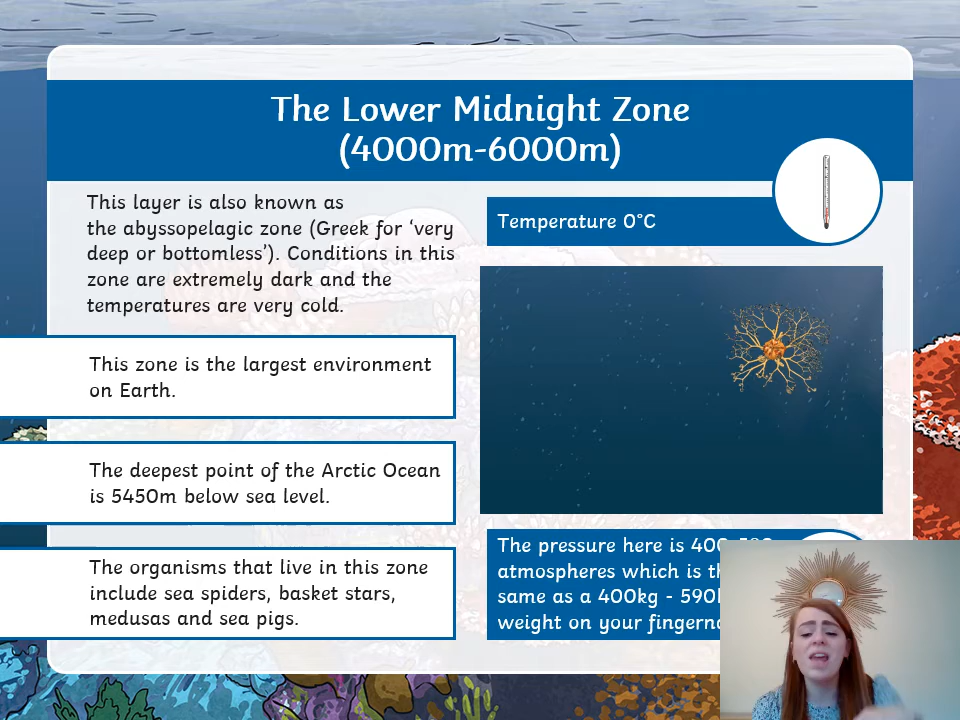 The Lower Midnight Zone
(4000m-6000m)
This layer is also known as
the abyssopelagic zone (Greek for ‘very
deep or bottomless’). Conditions in this
zone are extremely dark and the
temperatures are very cold.
This zone is the largest environment
on Earth.
The deepest point of the Arctic Ocean
is 5450m below sea level.
The organisms that live in this zone
include sea spiders, basket stars,
medusas and sea pigs.
Temperature 0°C
The pressure here is
atmospheres which is
same as a 400kg -
weight on your